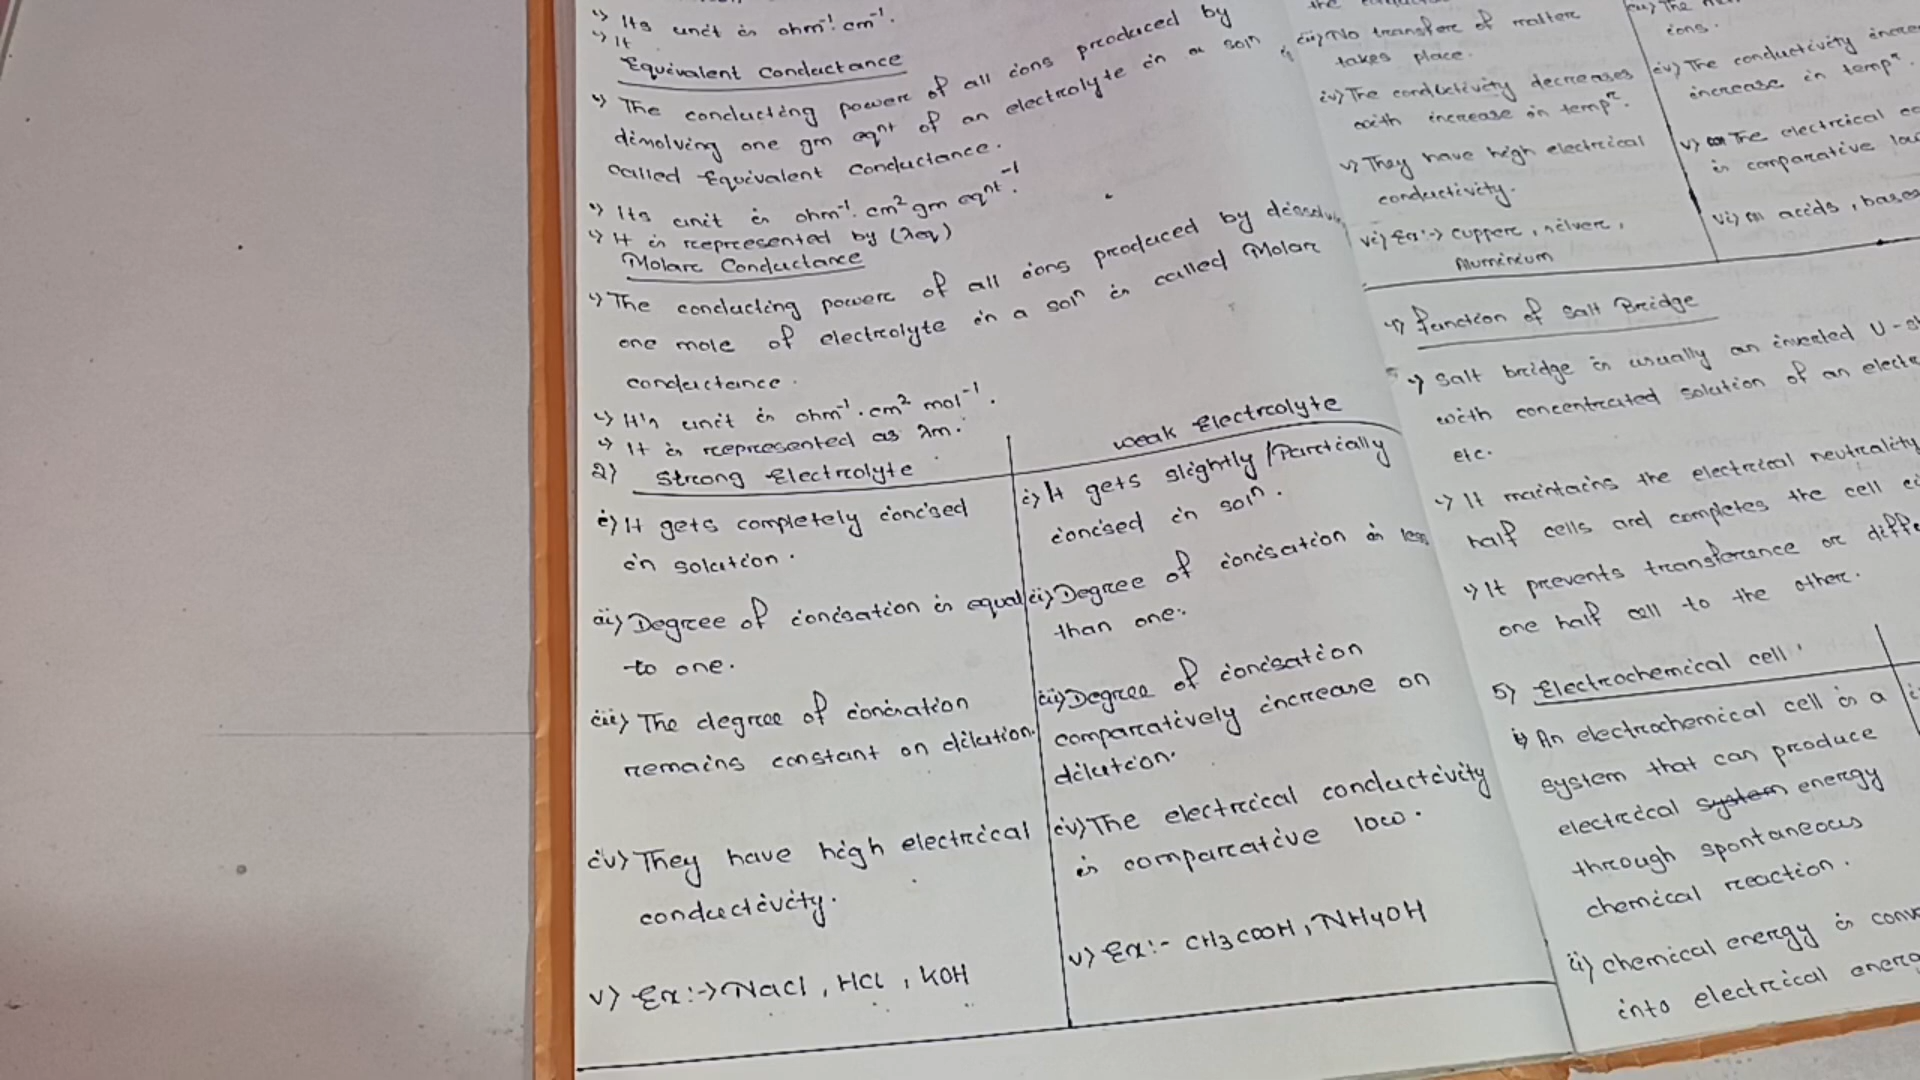 Its unit is ohm⁻¹ cm⁻¹.
It
Equivalent Conductance
The conducting power of all ions produced by
dissolving one gm eqnt of an electrolyte in a solⁿ is
called Equivalent Conductance.
Its unit is ohm⁻¹. cm² gm eqnt⁻¹.
It is represented by (λeq)
Molar Conductance
The conducting power of all ions produced by dissolvin
one mole of electrolyte in a solⁿ is called Molar
conductance.
It's unit is ohm⁻¹. cm² mol⁻¹.
It is represented as λm.
2) Strong Electrolyte
i) It gets completely ionised
in solution.
ii) Degree of ionisation is equal
to one.
iii) The degree of ionisation
remains constant on dilution.
iv) They have high electrical
conductivity.
v) Ex:→ NaCl, HCl, KOH
Weak Electrolyte
i) It gets slightly/Partially
ionised in solⁿ.
ii) Degree of ionisation is less
than one.
iii) Degree of ionisation
comparatively increase on
dilution.
iv) The electrical conductivity
is comparative low.
v) Ex:- CH3COOH, NH4OH
iii) No transfer of matter
takes place.
iv) The conductivity decreases
with increase in tempʳ.
v) They have high electrical
conductivity.
vi) Ex:→ Cupper, silver,
Aluminium
The
ions.
iv) The conductivity
increase in tempʳ.
v) The electrical
is comparative
vi) acids,
4) Function of Salt Bridge
Salt bridge is usually an inverted U-
with concentrated solution of an
etc.
It maintains the electrical neutrality
half cells and completes the cell
It prevents transference or
one half cell to the other.
5) Electrochemical cell
i) An electrochemical cell is a
system that can produce
electrical system energy
through spontaneous
chemical reaction.
ii) Chemical energy is
into electrical